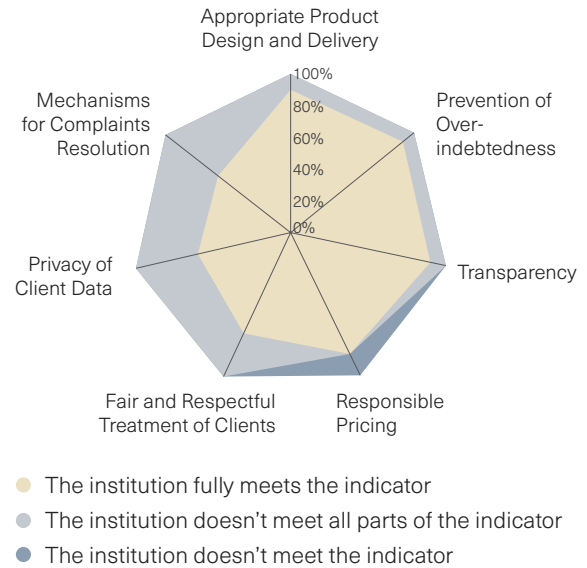 Appropriate Product
Design and Delivery
100%
80%
60%
40%
20%
0%
Prevention of
Over-
indebtedness
Transparency
Responsible
Pricing
Fair and Respectful
Treatment of Clients
Privacy of
Client Data
Mechanisms
for Complaints
Resolution
The institution fully meets the indicator
The institution doesn't meet all parts of the indicator
The institution doesn't meet the indicator